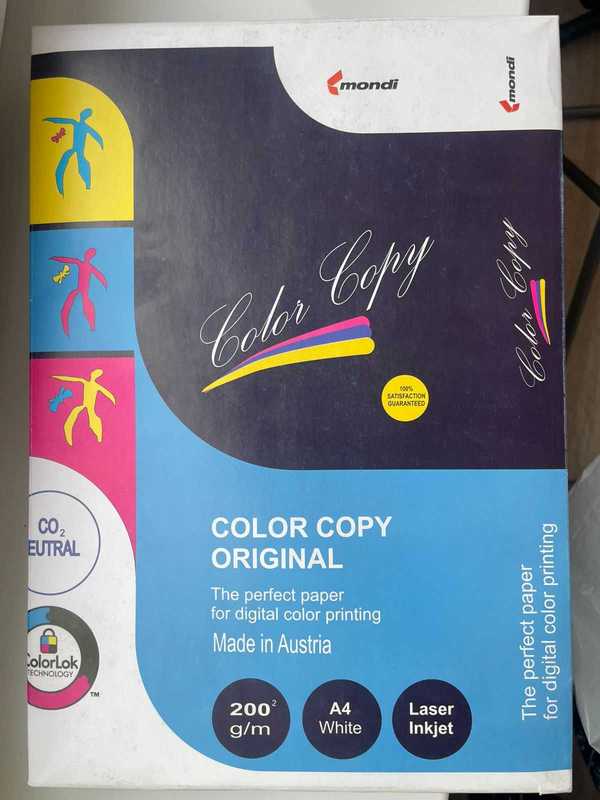 mondi
mondi
Color Copy
Color Copy
100%
SATISFACTION
GUARANTEED
CO2
EUTRAL
COLOR COPY
ORIGINAL
The perfect paper
for digital color printing
Made in Austria
ColorLok
TECHNOLOGY
TM
200 2
g/m
A4
White
Laser
Inkjet
The perfect paper
for digital color printing